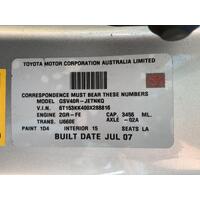 TOYOTA MOTOR CORPORATION AUSTRALIA LIMITED
CORRESPONDENCE MUST BEAR THESE NUMBERS
MODEL GSV40R-JETNKQ
V.I.N. 6T153KK400X288816
ENGINE 2GR-FE CAP. 3456 ML.
TRANS. U660E AXLE -02A
PAINT 1D4 INTERIOR 15 SEATS LA
BUILT DATE JUL 07